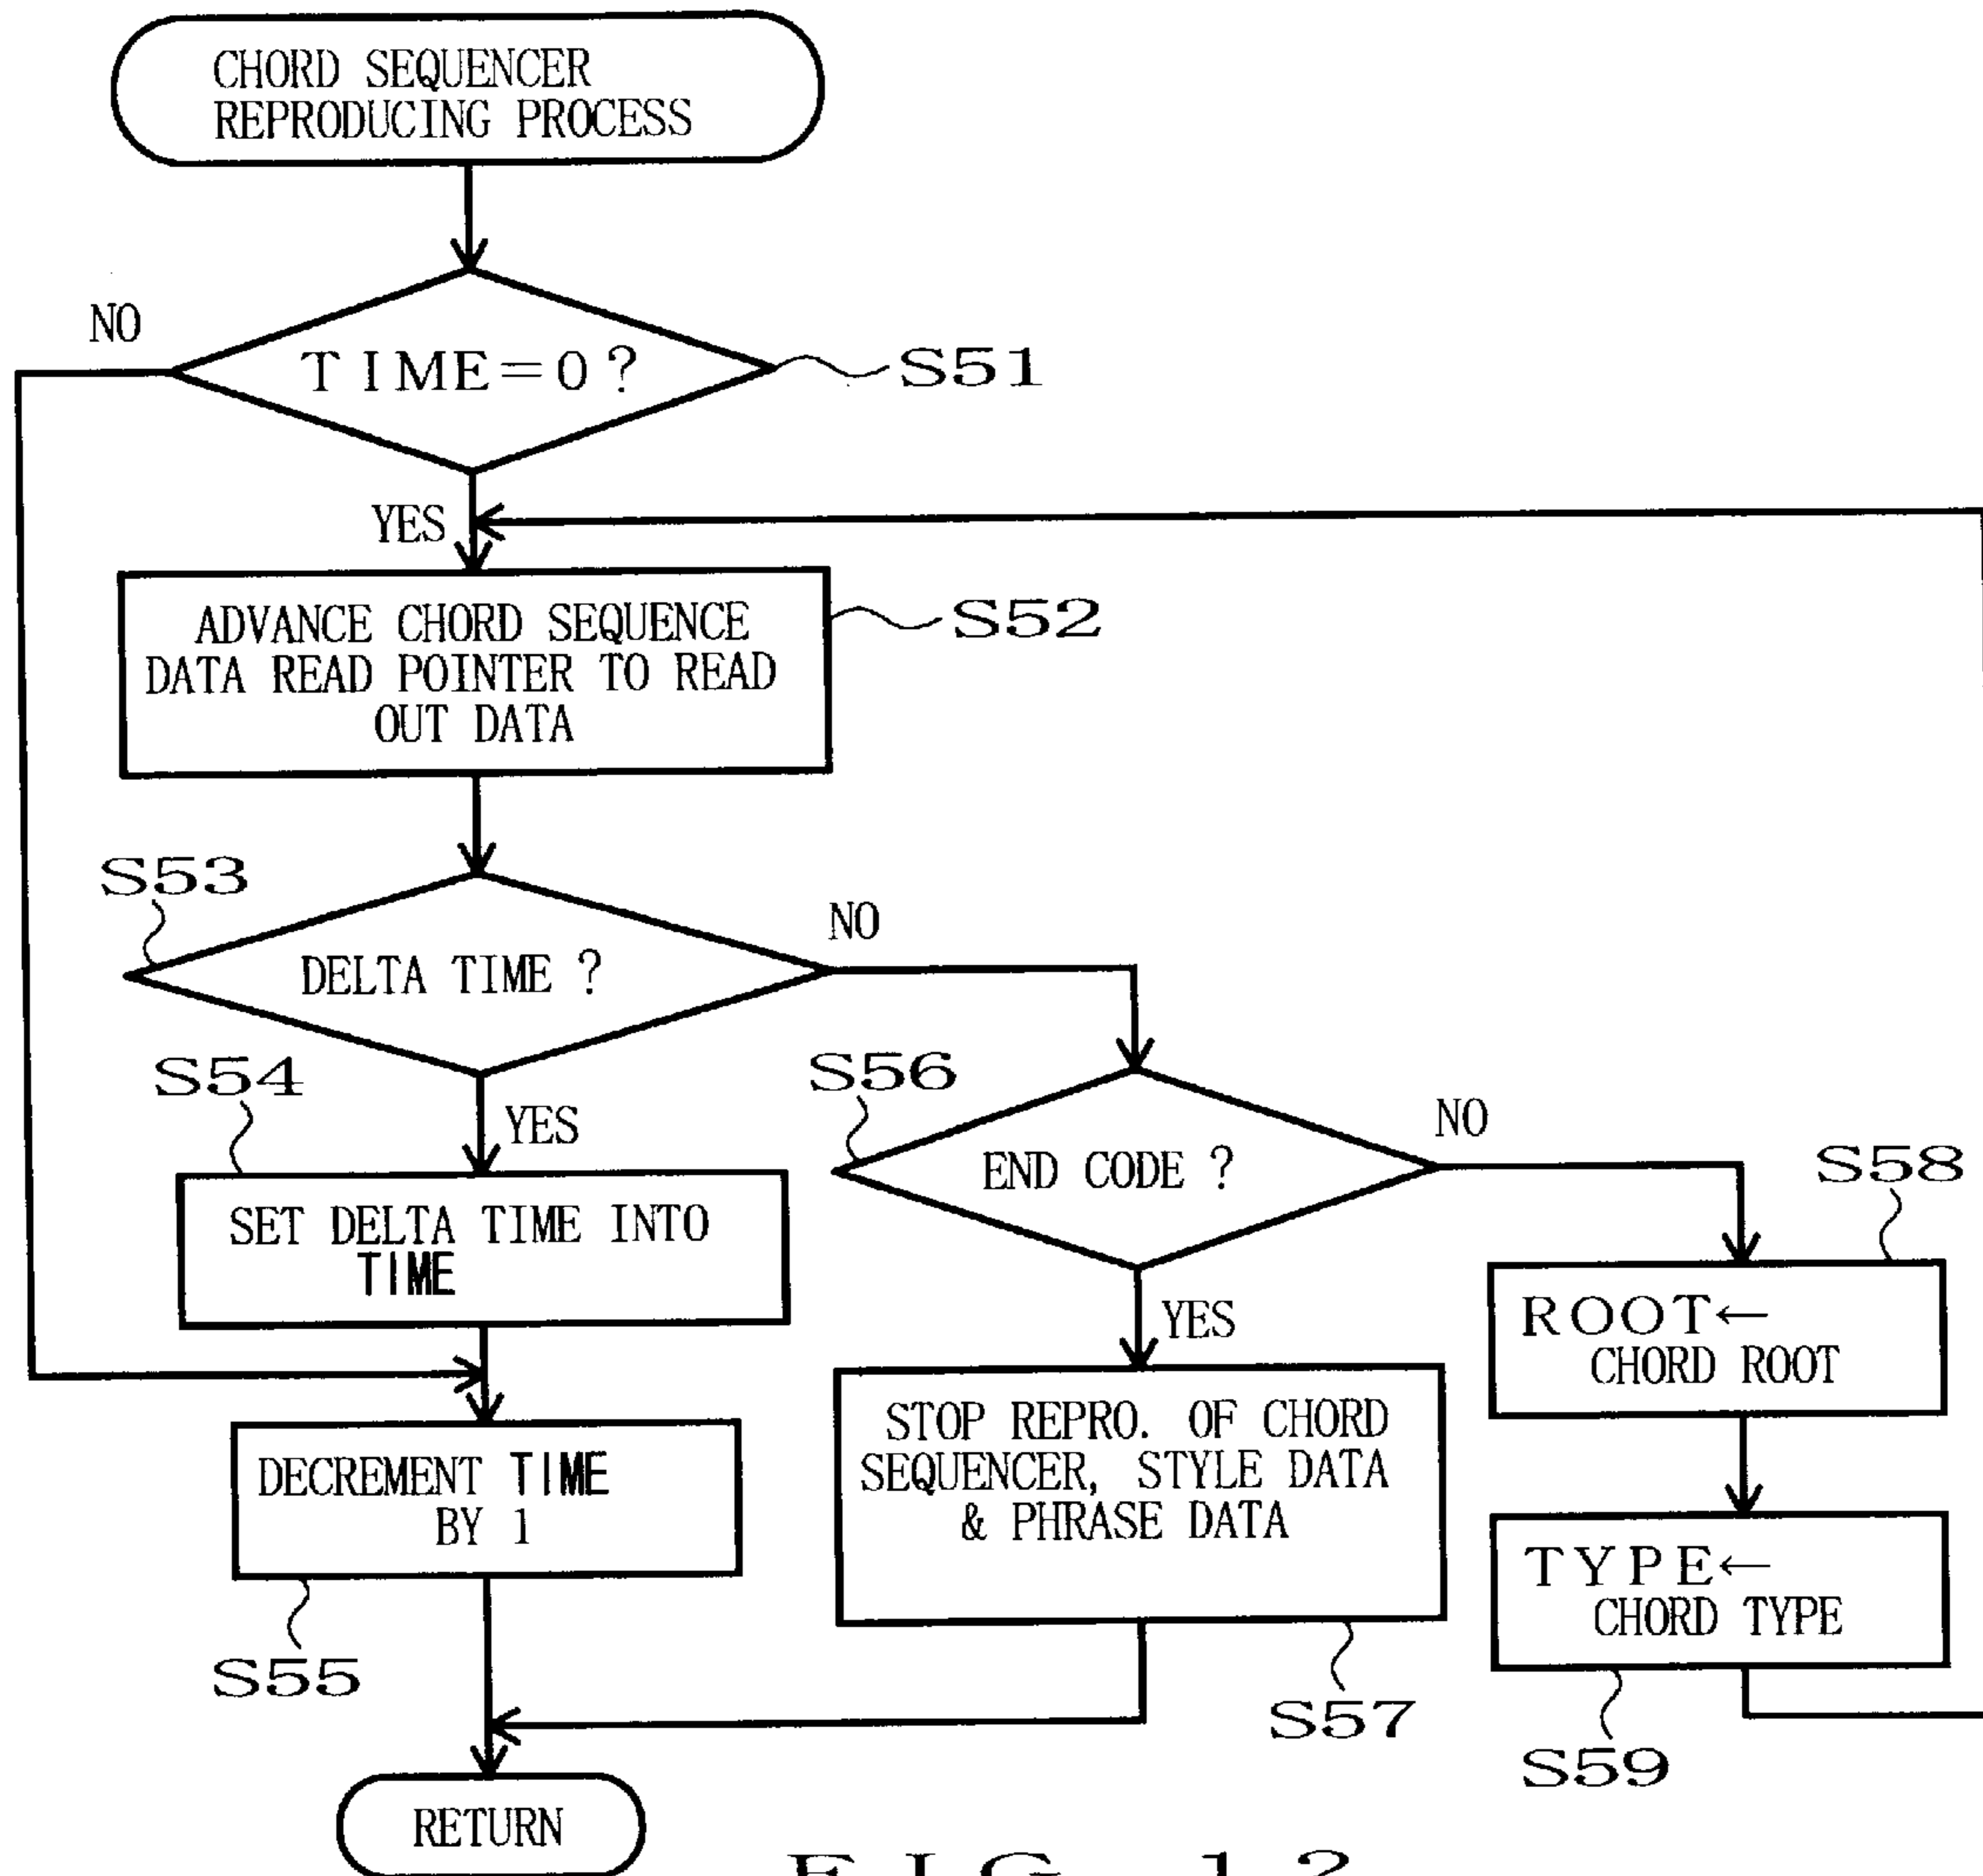 CHORD SEQUENCER
REPRODUCING PROCESS
NO
TIME=0?
S51
YES
ADVANCE CHORD SEQUENCE
DATA READ POINTER TO READ
OUT DATA
S52
S53
DELTA TIME ?
NO
S54
YES
SET DELTA TIME INTO
TIME
S56
END CODE ?
NO
S58
YES
ROOT←
CHORD ROOT
DECREMENT TIME
BY 1
S55
STOP REPRO. OF CHORD
SEQUENCER, STYLE DATA
& PHRASE DATA
S57
TYPE←
CHORD TYPE
S59
RETURN